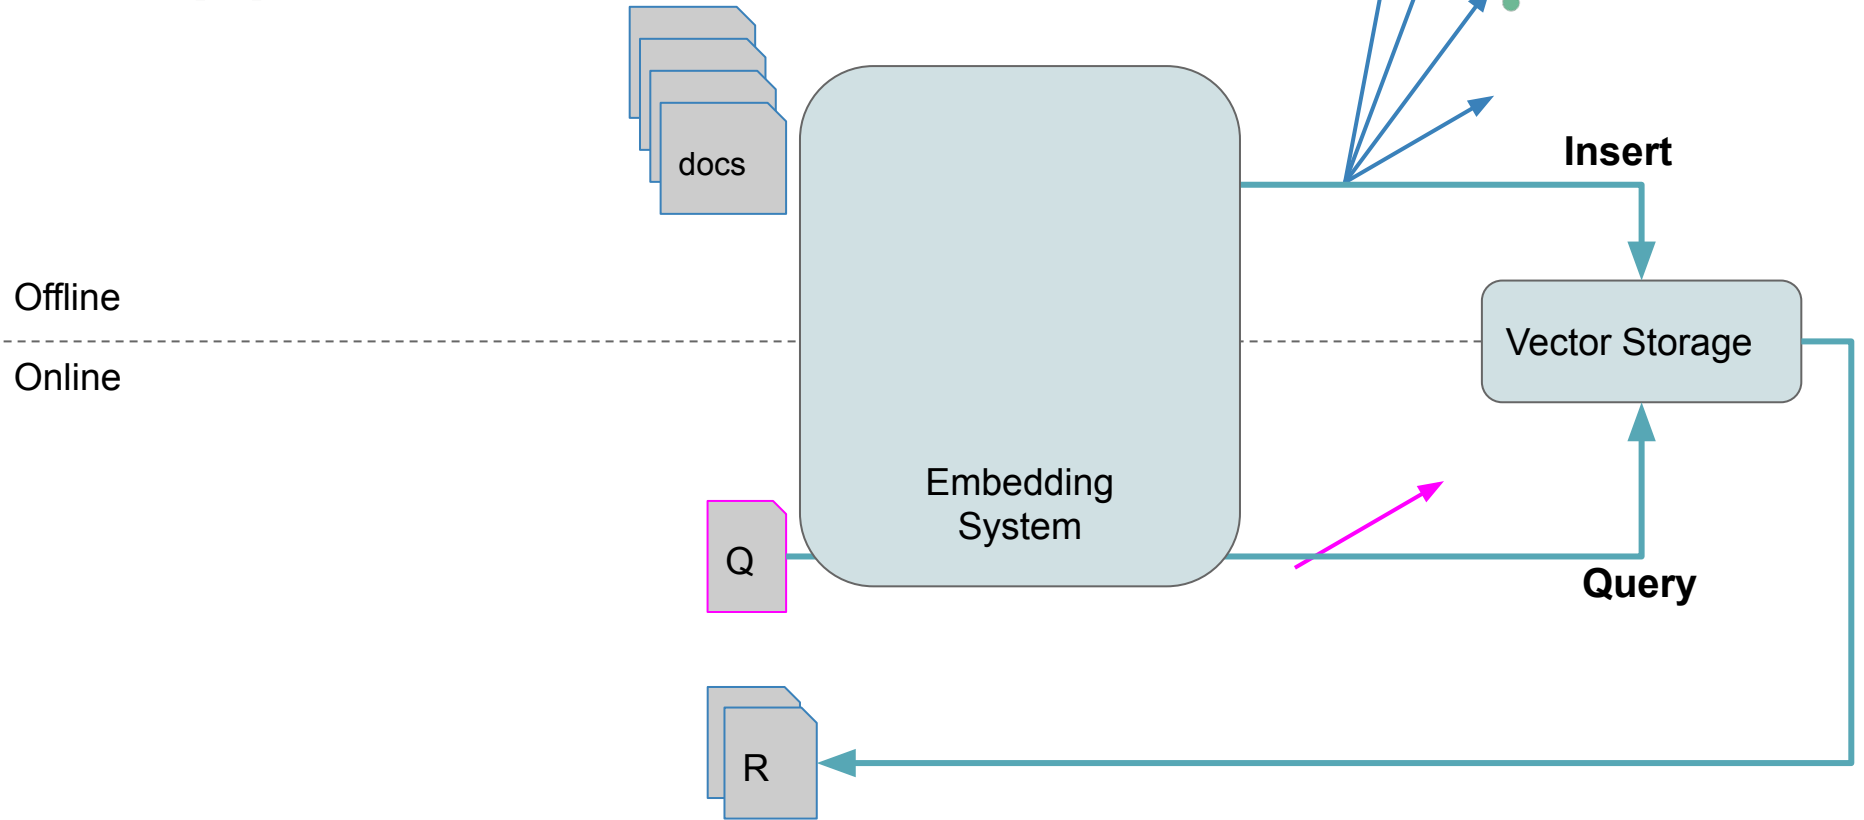 docs
Insert
Offline
Vector Storage
Online
Embedding
System
Q
Query
R